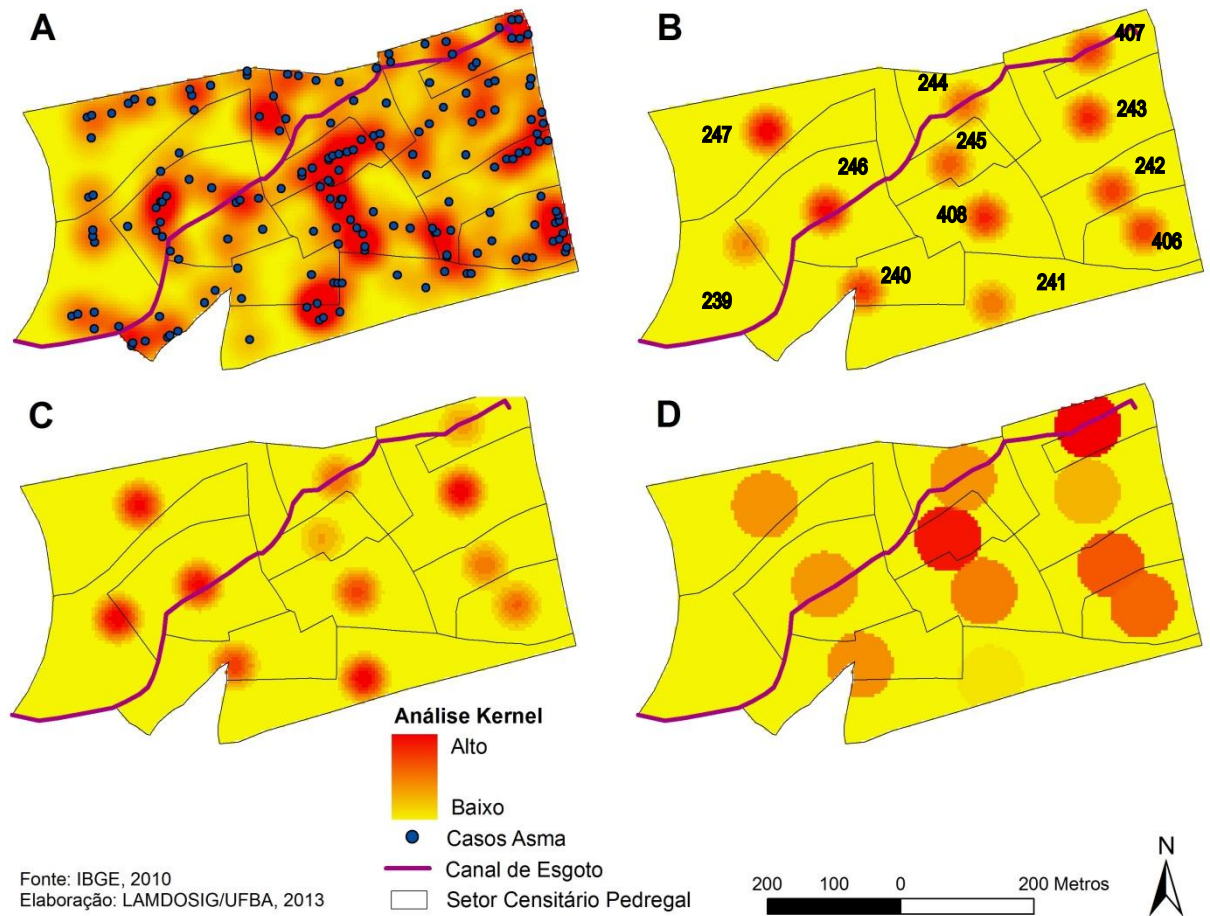 A
B
407
244
243
247
245
246
242
408
406
240
241
239
C
D
Análise Kernel
Alto
Baixo
Casos Asma
Canal de Esgoto
Setor Censitário Pedregal
Fonte: IBGE, 2010
Elaboração: LAMDOSIG/UFBA, 2013
200 100 0 200 Metros
N